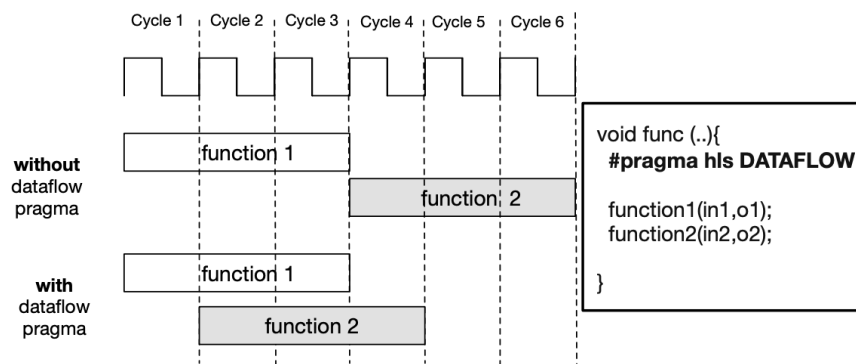 Cycle 1 Cycle 2 Cycle 3 Cycle 4 Cycle 5 Cycle 6
without
dataflow
pragma
function 1
function 2
with
dataflow
pragma
function 1
function 2
void func (..){
#pragma hls DATAFLOW
function1(in1,o1);
function2(in2,o2);
}